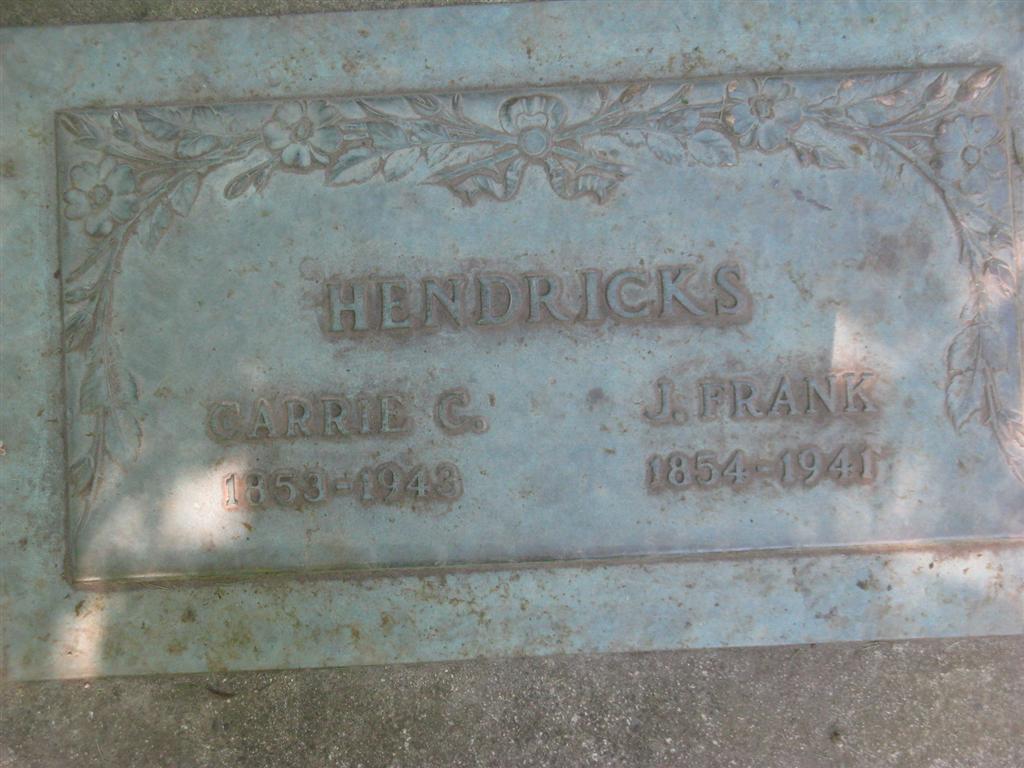 HENDRICKS
CARRIE C. J. FRANK
1853-1943 1854-1941